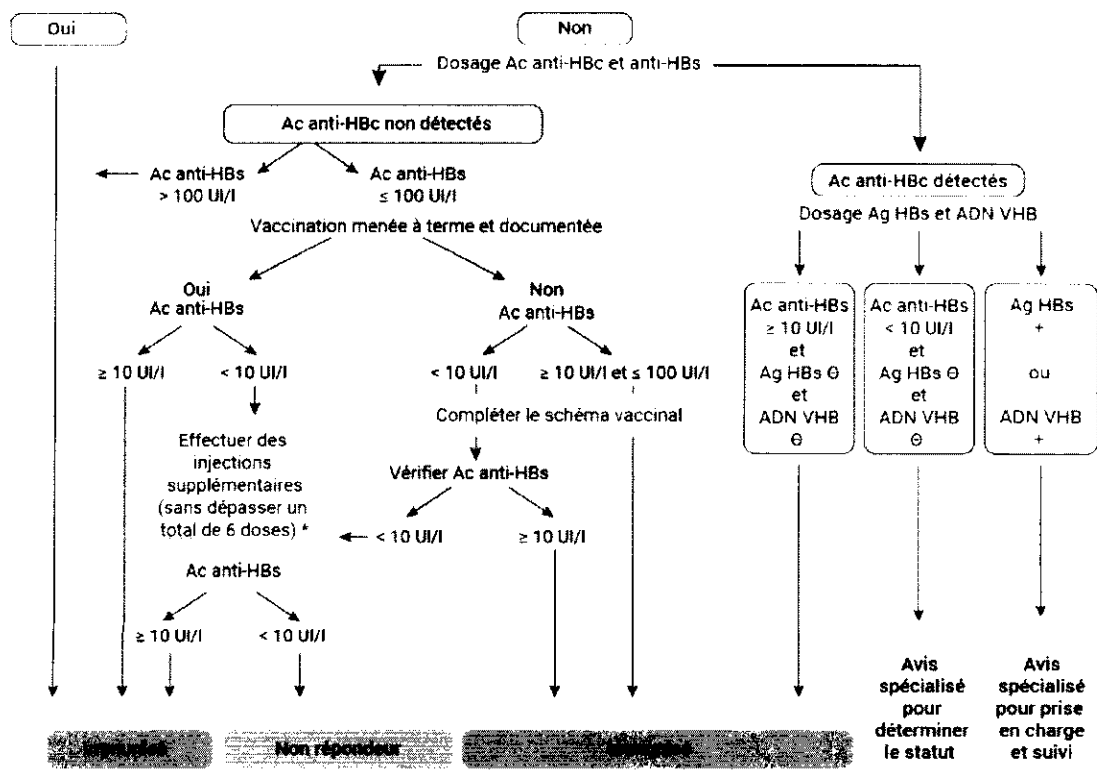 Oui
Non
Dosage Ac anti-HBc et anti-HBs
Ac anti-HBc non détectés
Ac anti-HBs
> 100 UI/l
Ac anti-HBs
≤ 100 UI/l
Vaccination menée à terme et documentée
Oui
Ac anti-HBs
Non
Ac anti-HBs
≥ 10 UI/l
< 10 UI/l
< 10 UI/l
≥ 10 UI/l et ≤ 100 UI/l
Effectuer des
injections
supplémentaires
(sans dépasser un
total de 6 doses) *
Compléter le schéma vaccinal
Vérifier Ac anti-HBs
< 10 UI/l
≥ 10 UI/l
Ac anti-HBs
≥ 10 UI/l
< 10 UI/l
Ac anti-HBc détectés
Dosage Ag HBs et ADN VHB
Ac anti-HBs
≥ 10 UI/l
et
Ag HBs ⊖
et
ADN VHB
⊖
Ac anti-HBs
< 10 UI/l
et
Ag HBs ⊖
et
ADN VHB
⊖
Ag HBs
+
ou
ADN VHB
+
Non répondeur
Avis
spécialisé
pour
déterminer
le statut
Avis
spécialisé
pour prise
en charge
et suivi